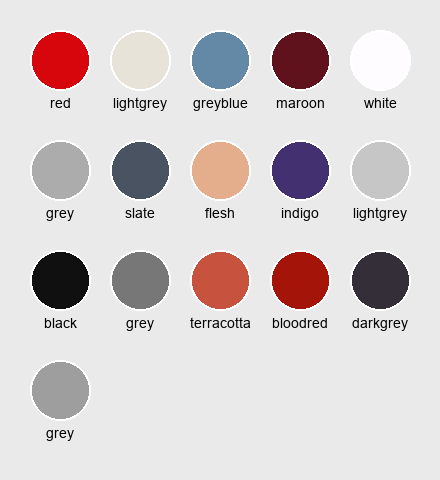 red lightgrey greyblue maroon white
grey slate flesh indigo lightgrey
black grey terracotta bloodred darkgrey
grey